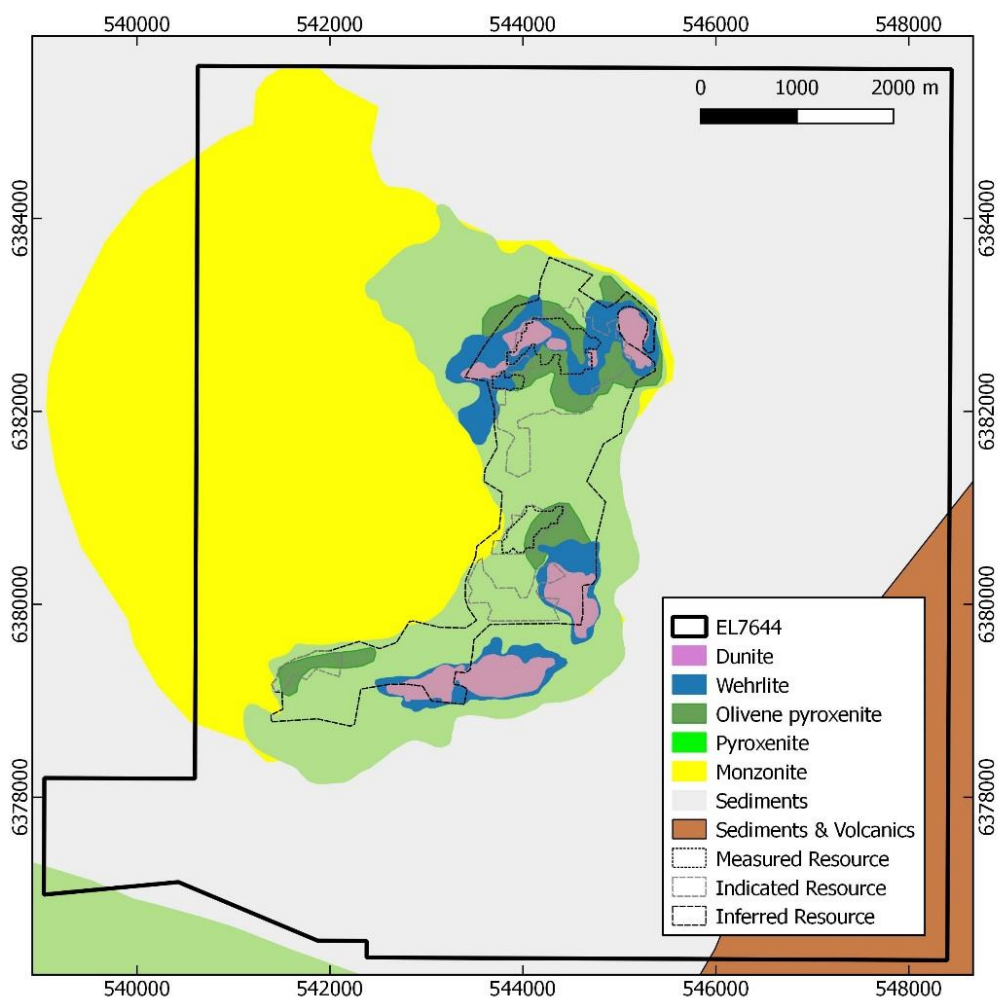 540000 542000 544000 546000 548000
0 1000 2000 m
6384000 6384000
6382000 6382000
6380000 6380000
6378000 6378000
EL7644
Dunite
Wehrlite
Olivene pyroxenite
Pyroxenite
Monzonite
Sediments
Sediments & Volcanics
Measured Resource
Indicated Resource
Inferred Resource
540000 542000 544000 546000 548000